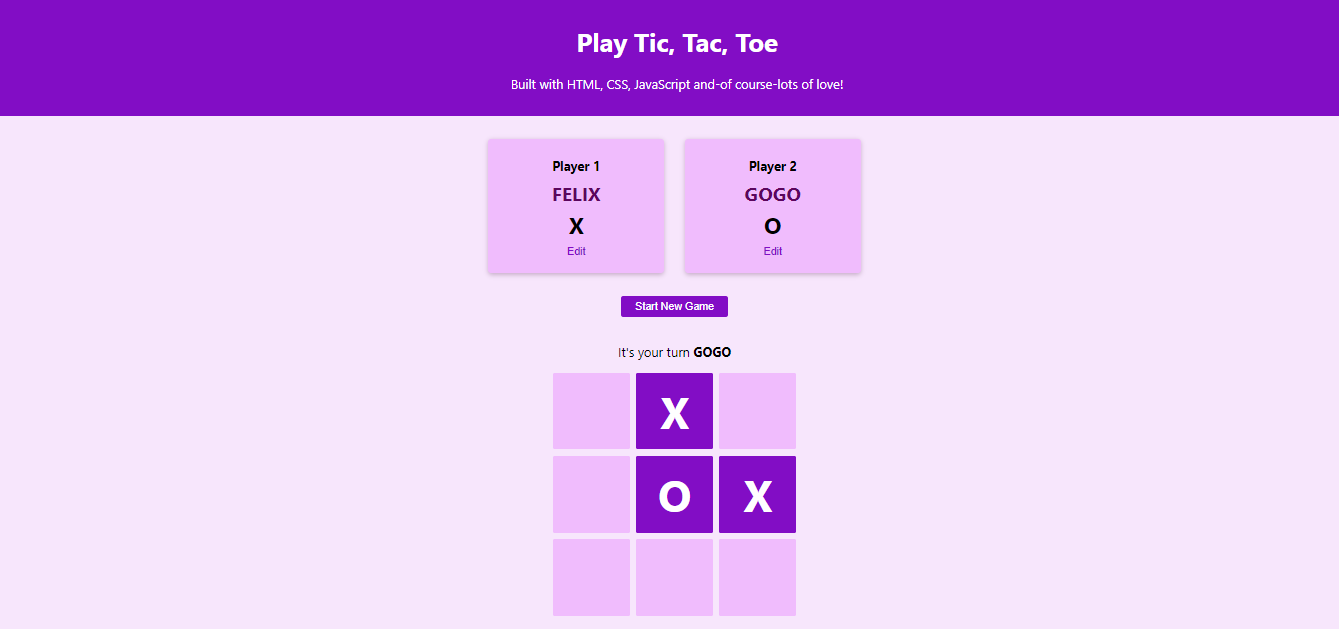 Play Tic, Tac, Toe
Built with HTML, CSS, JavaScript and-of course-lots of love!
Player 1
FELIX
X
Edit
Player 2
GOGO
O
Edit
Start New Game
It's your turn GOGO
X
O X